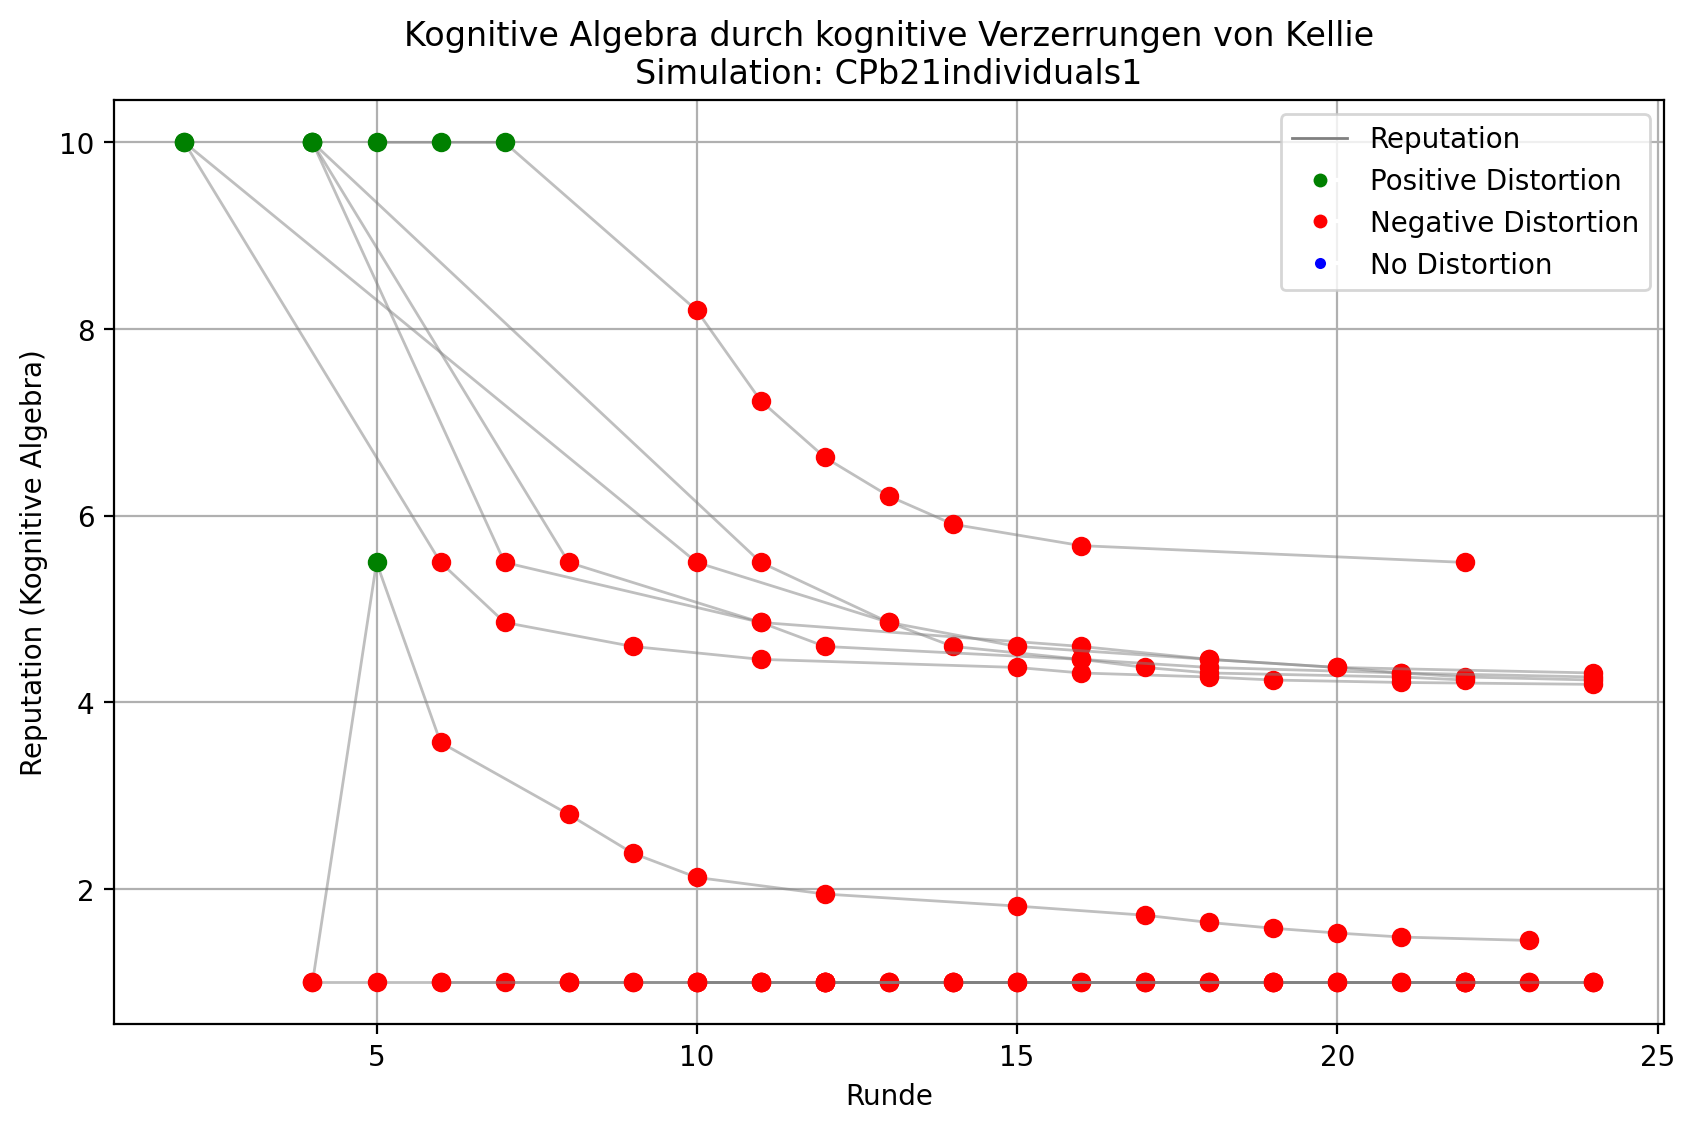 Kognitive Algebra durch kognitive Verzerrungen von Kellie
Simulation: CPb21individuals1
Reputation
Positive Distortion
Negative Distortion
No Distortion
Reputation (Kognitive Algebra)
10
8
6
4
2
5
10
15
20
25
Runde